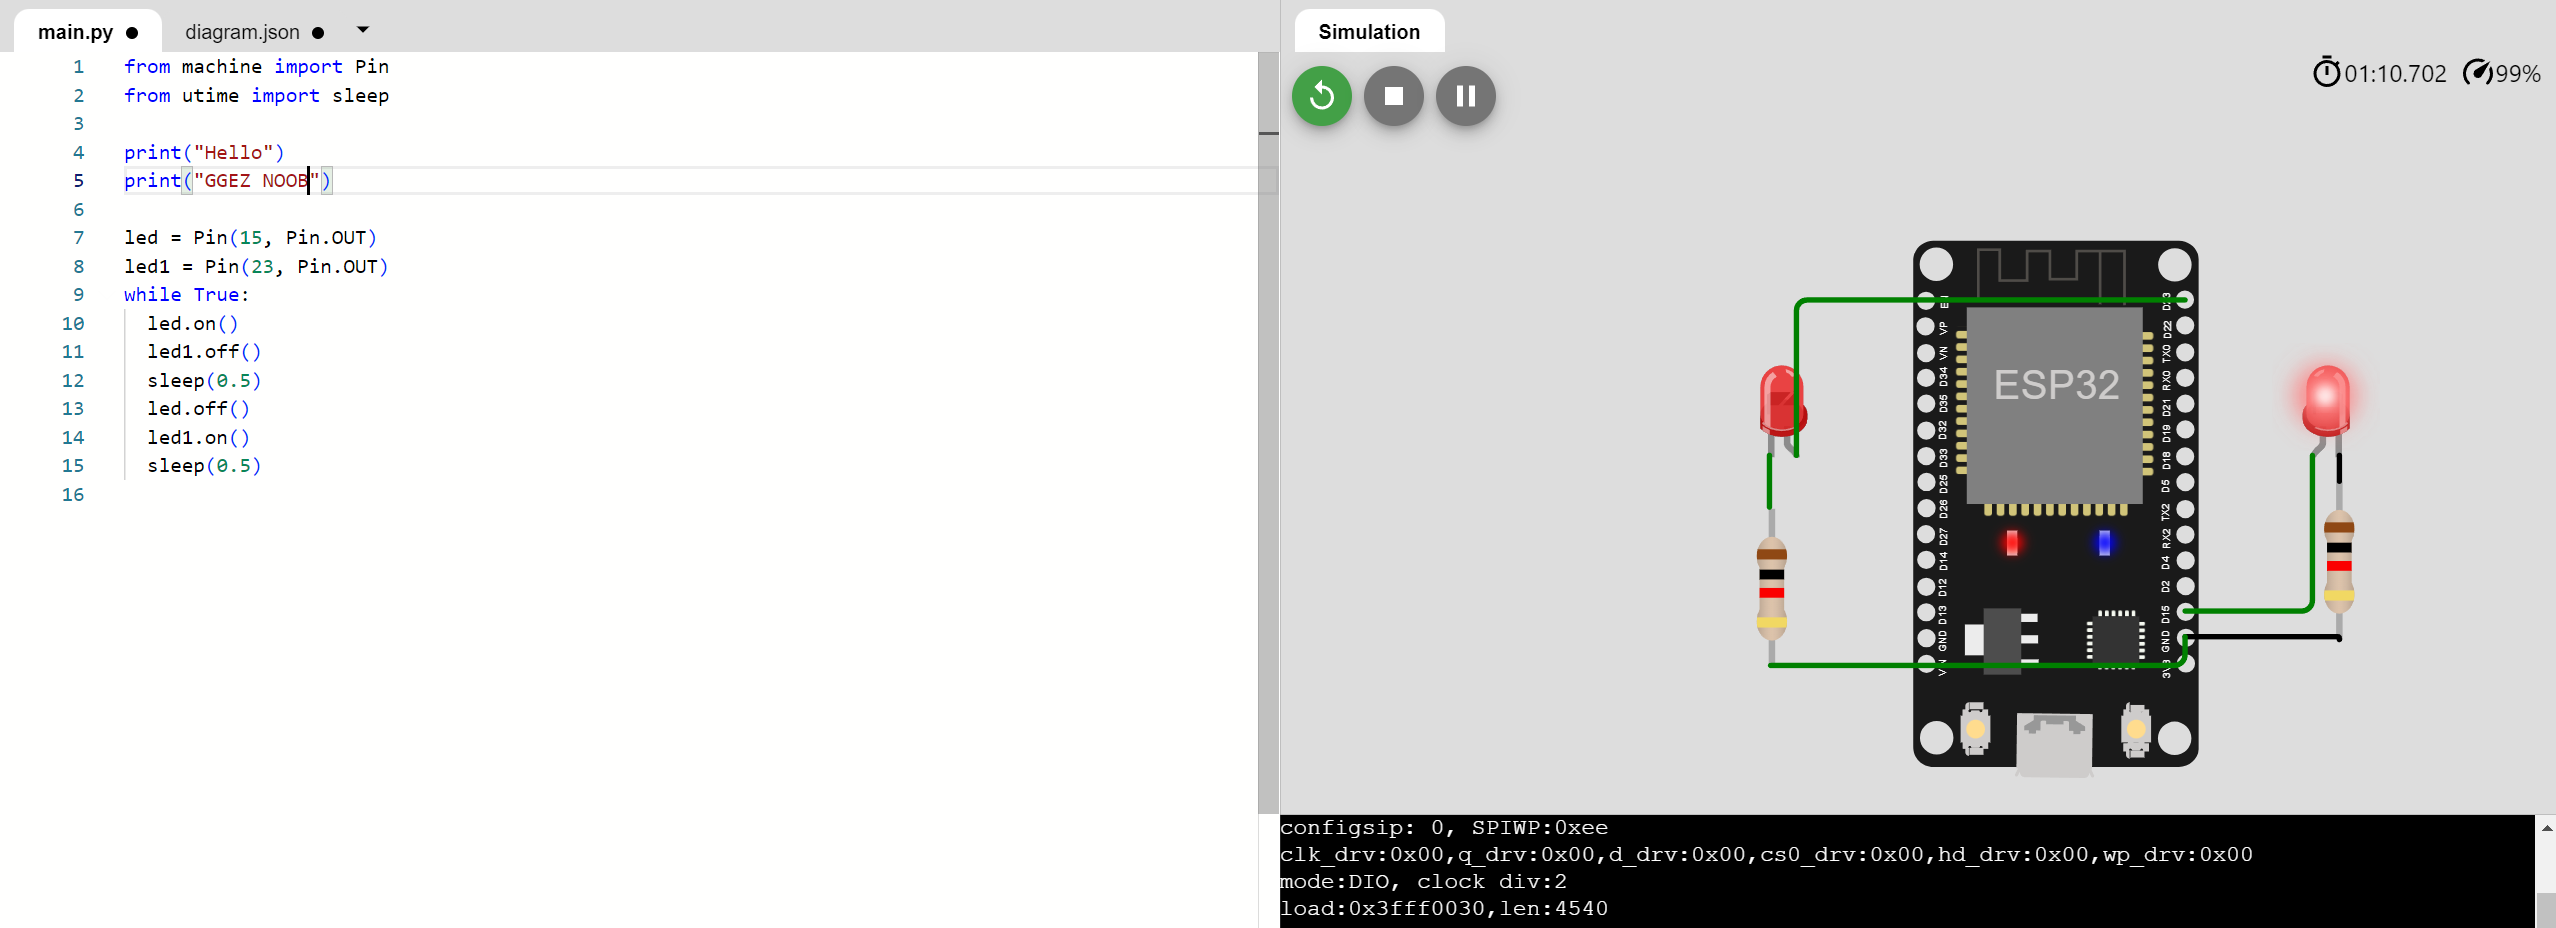 main.py
diagram.json
1 from machine import Pin
2 from utime import sleep
3
4 print("Hello")
5 print("GGEZ NOOB")
6
7 led = Pin(15, Pin.OUT)
8 led1 = Pin(23, Pin.OUT)
9 while True:
10 led.on()
11 led1.off()
12 sleep(0.5)
13 led.off()
14 led1.on()
15 sleep(0.5)
16
Simulation
01:10.702
99%
ESP32
VP
VN
D34
D35
D32
D33
D25
D26
D27
D14
D12
D13
GND
D22
TX0
RX0
D21
D19
D18
D5
TX2
RX2
D4
D2
D15
GND
configsip: 0, SPIWP:0xee
clk_drv:0x00,q_drv:0x00,d_drv:0x00,cs0_drv:0x00,hd_drv:0x00,wp_drv:0x00
mode:DIO, clock div:2
load:0x3fff0030,len:4540